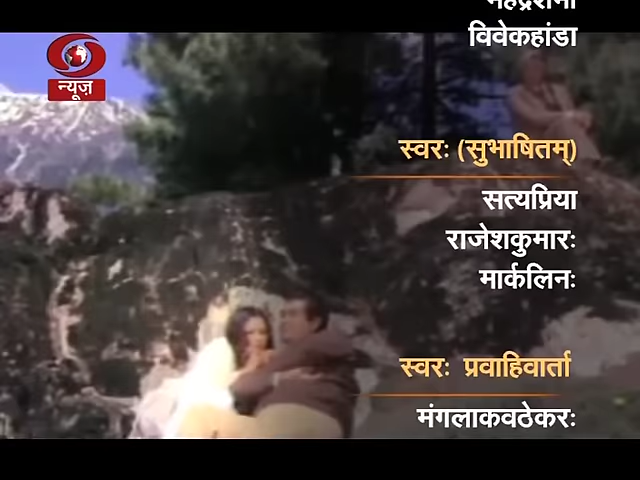 विवेकहांडा
न्यूज़
स्वरः (सुभाषितम्)
सत्यप्रिया
राजेशकुमारः
मार्कलिनः
स्वरः प्रवाहिवार्ता
मंगलाकवठेकरः